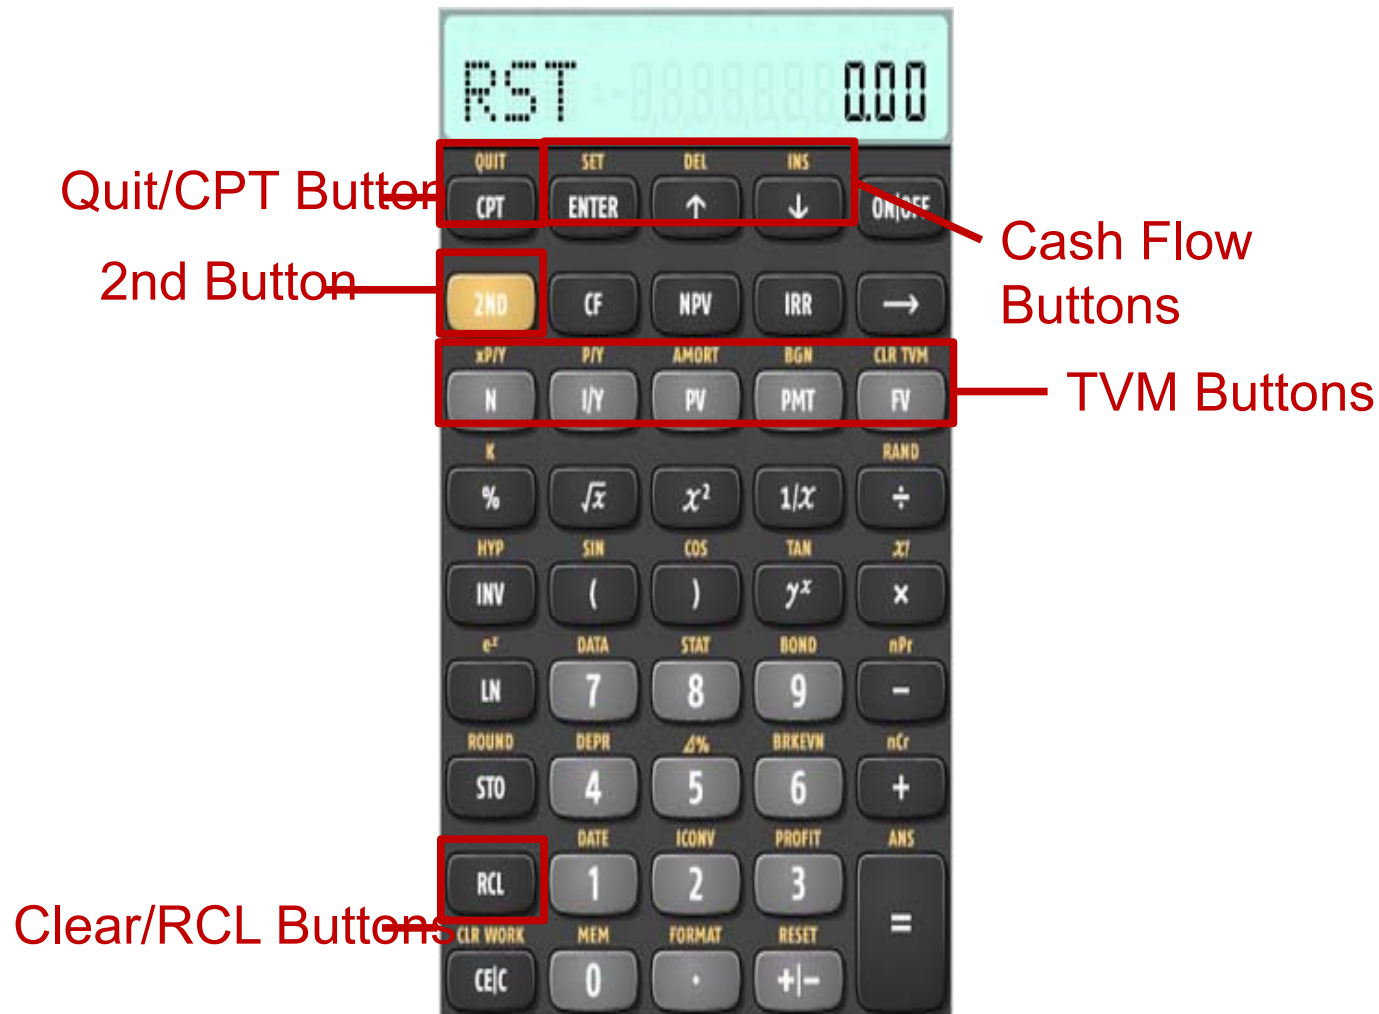 RST 0.00
QUIT SET DEL INS
Quit/CPT Button
CPT ENTER ↑ ↓ ON|OFF
Cash Flow
Buttons
2nd Button
2ND CF NPV IRR →
xP/Y P/Y AMORT BGN CLR TVM
N I/Y PV PMT FV
TVM Buttons
K RAND
% √x x² 1/x ÷
HYP SIN COS TAN x!
INV ( ) yˣ ×
eˣ DATA STAT BOND nPr
LN 7 8 9 −
ROUND DEPR Δ% BRKEVN nCr
STO 4 5 6 +
DATE ICONV PROFIT ANS
RCL 1 2 3 =
Clear/RCL Buttons
CLR WORK MEM FORMAT RESET
CE|C 0 . +|−